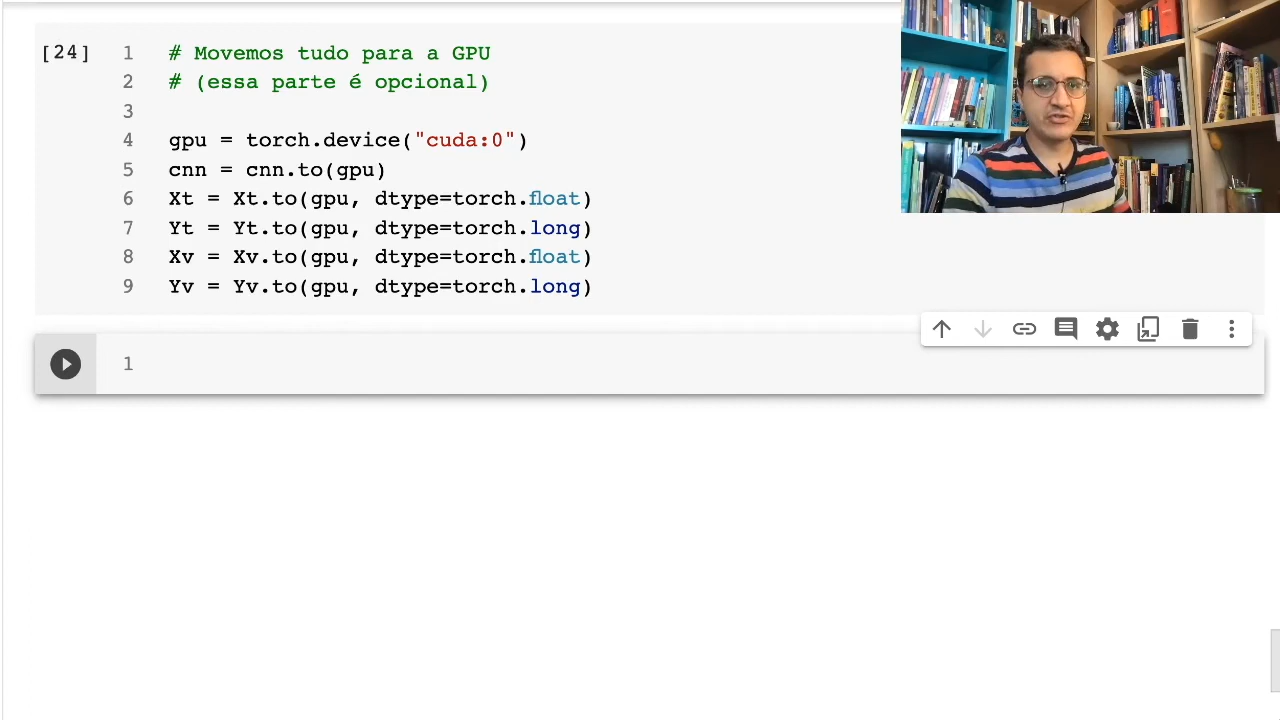 [24] 1 # Movemos tudo para a GPU
2 # (essa parte é opcional)
3
4 gpu = torch.device("cuda:0")
5 cnn = cnn.to(gpu)
6 Xt = Xt.to(gpu, dtype=torch.float)
7 Yt = Yt.to(gpu, dtype=torch.long)
8 Xv = Xv.to(gpu, dtype=torch.float)
9 Yv = Yv.to(gpu, dtype=torch.long)
1